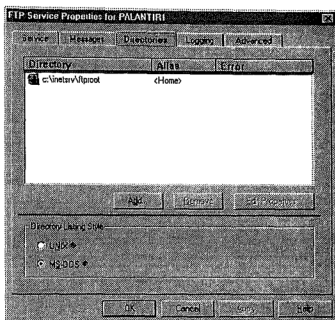 FTP Service Properties for PALANTIRI
Service Messages Directories Logging Advanced
Directory Alias Error
c:\inetsrv\ftproot <Home>
Add Remove Edit Properties
Directory Listing Style
UNIX ®
MS-DOS ®
OK Cancel Apply Help